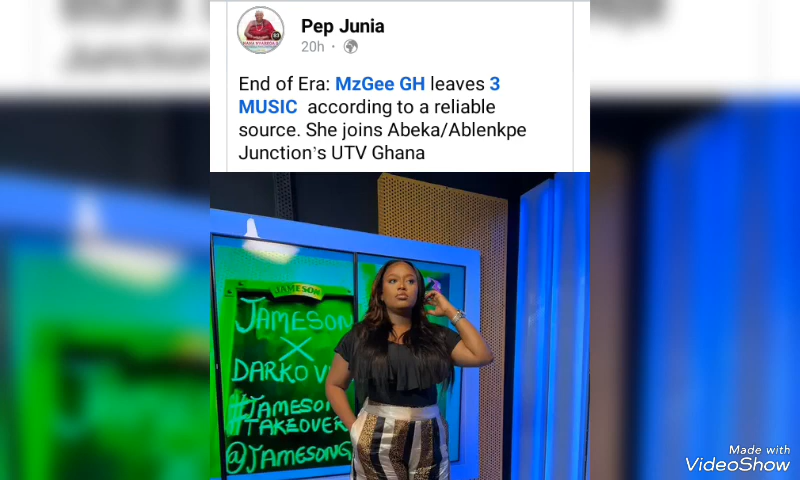 Pep Junia
20h ·
End of Era: MzGee GH leaves 3
MUSIC according to a reliable
source. She joins Abeka/Ablenkpe
Junction's UTV Ghana
JAMESON
JAMESON
X
DARKO V
#JAMESON
TAKEOVER
@JAMESONG
Made with
VideoShow